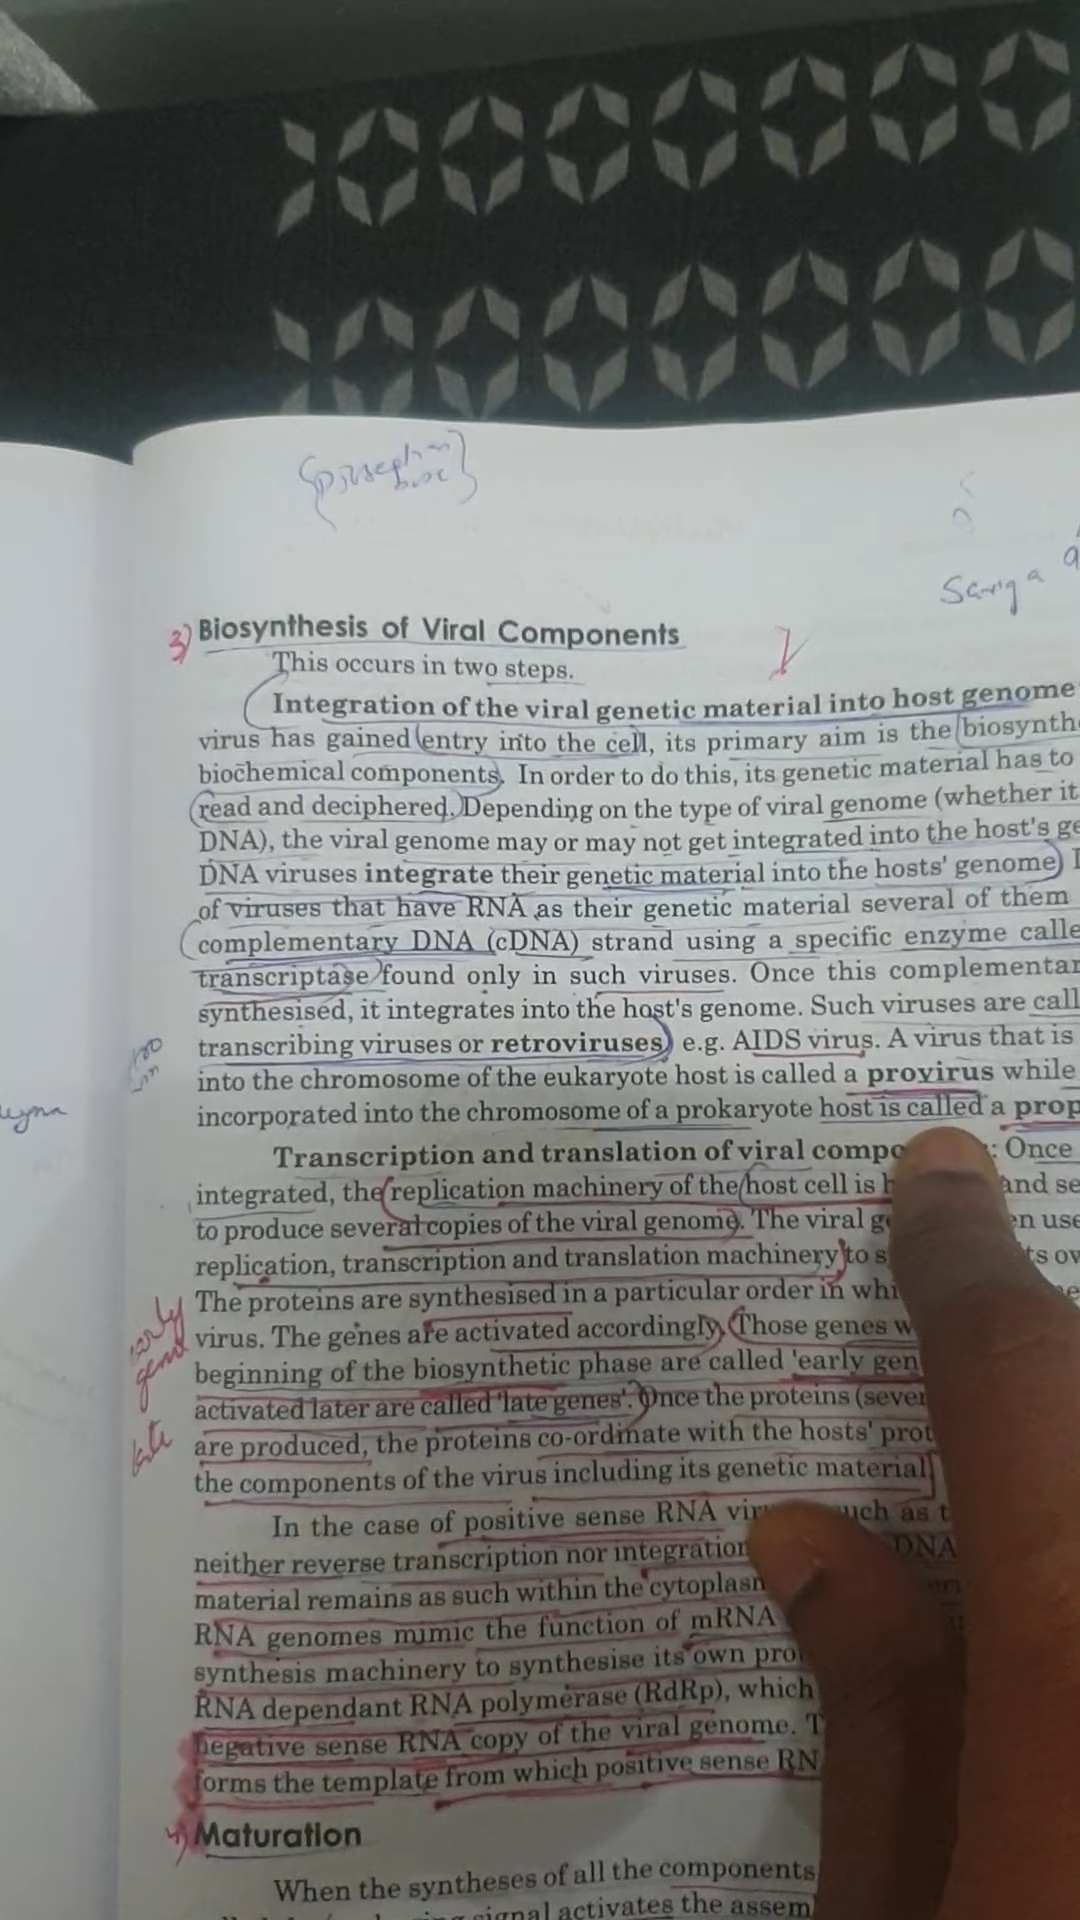 Sariga
3) Biosynthesis of Viral Components
This occurs in two steps.
Integration of the viral genetic material into host genome
virus has gained entry into the cell, its primary aim is the biosynth
biochemical components. In order to do this, its genetic material has to
read and deciphered. Depending on the type of viral genome (whether it
DNA), the viral genome may or may not get integrated into the host's ge
DNA viruses integrate their genetic material into the hosts' genome. I
of viruses that have RNA as their genetic material several of them
complementary DNA (cDNA) strand using a specific enzyme calle
transcriptase found only in such viruses. Once this complementar
synthesised, it integrates into the host's genome. Such viruses are call
transcribing viruses or retroviruses, e.g. AIDS virus. A virus that is
into the chromosome of the eukaryote host is called a provirus while
incorporated into the chromosome of a prokaryote host is called a prop
Transcription and translation of viral compo : Once
integrated, the replication machinery of the host cell is h and se
to produce several copies of the viral genome. The viral ge en use
replication, transcription and translation machinery to s ts ow
The proteins are synthesised in a particular order in whi
early
gene
virus. The genes are activated accordingly. Those genes w
beginning of the biosynthetic phase are called 'early gen
activated later are called 'late genes'. Once the proteins (sever
late
are produced, the proteins co-ordinate with the hosts' prot
the components of the virus including its genetic material
In the case of positive sense RNA viru such as t
neither reverse transcription nor integration DNA
material remains as such within the cytoplasm
RNA genomes mimic the function of mRNA
synthesis machinery to synthesise its own pro
RNA dependant RNA polymerase (RdRp), which
negative sense RNA copy of the viral genome. T
forms the template from which positive sense RN
4) Maturation
When the syntheses of all the components
signal activates the assem